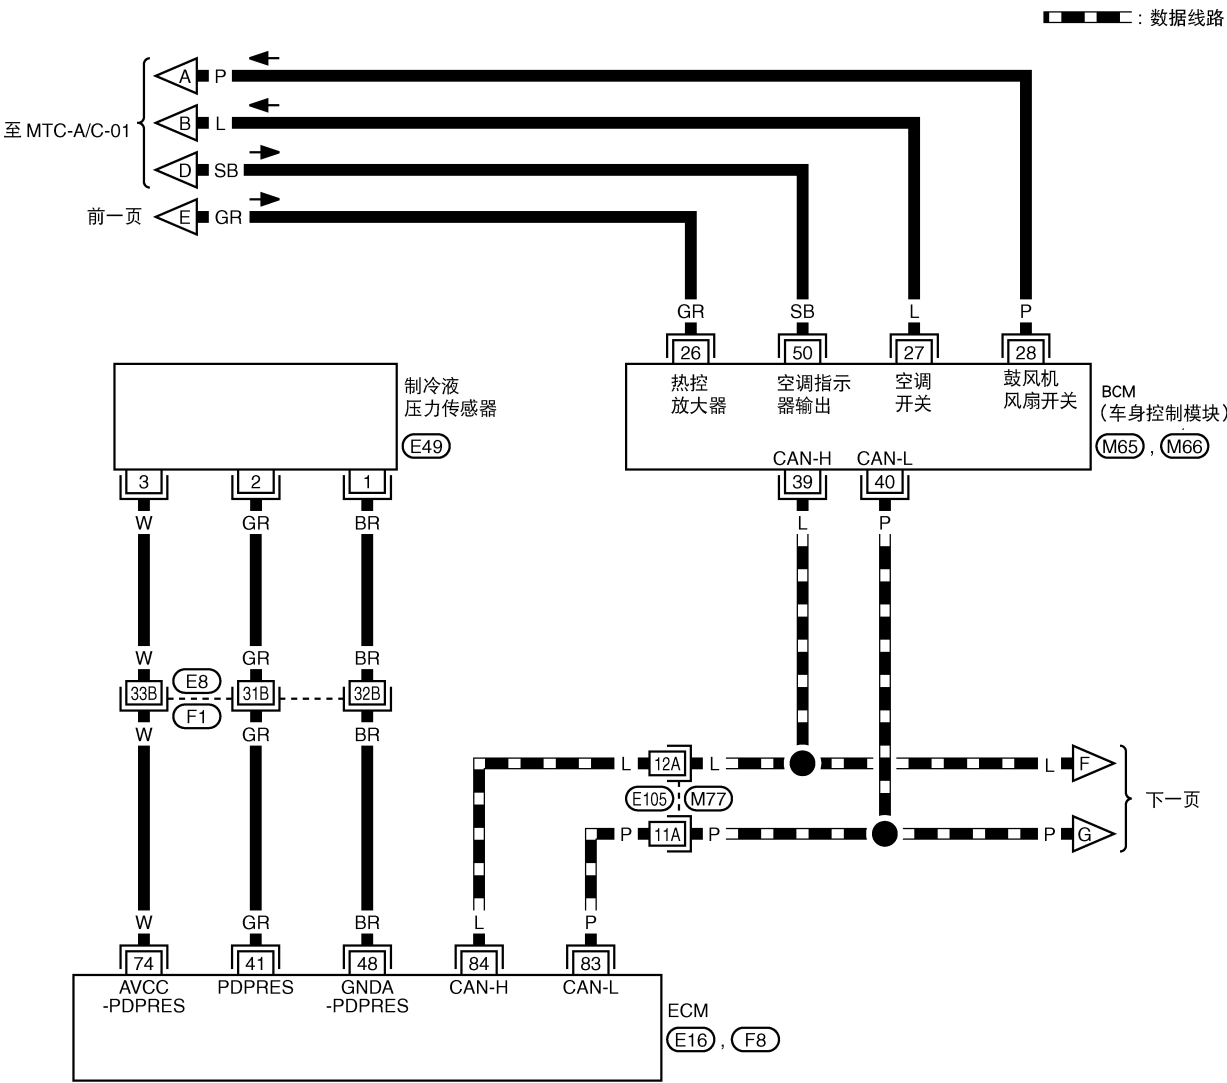 : 数据线路
A P
至 MTC-A/C-01
B L
D SB
前一页
E GR
GR SB L P
26 50 27 28
热控
放大器
空调指示
器输出
空调
开关
鼓风机
风扇开关
BCM
（车身控制模块）
M65 , M66
制冷液
压力传感器
E49
CAN-H CAN-L
3 2 1
39 40
W GR BR
L P
W GR BR
E8
33B 31B 32B
F1
W GR BR
L 12A L
L F
E105 M77
下一页
P 11A P
P G
W GR BR L P
74 41 48 84 83
AVCC
-PDPRES
PDPRES
GNDA
-PDPRES
CAN-H
CAN-L
ECM
E16 , F8